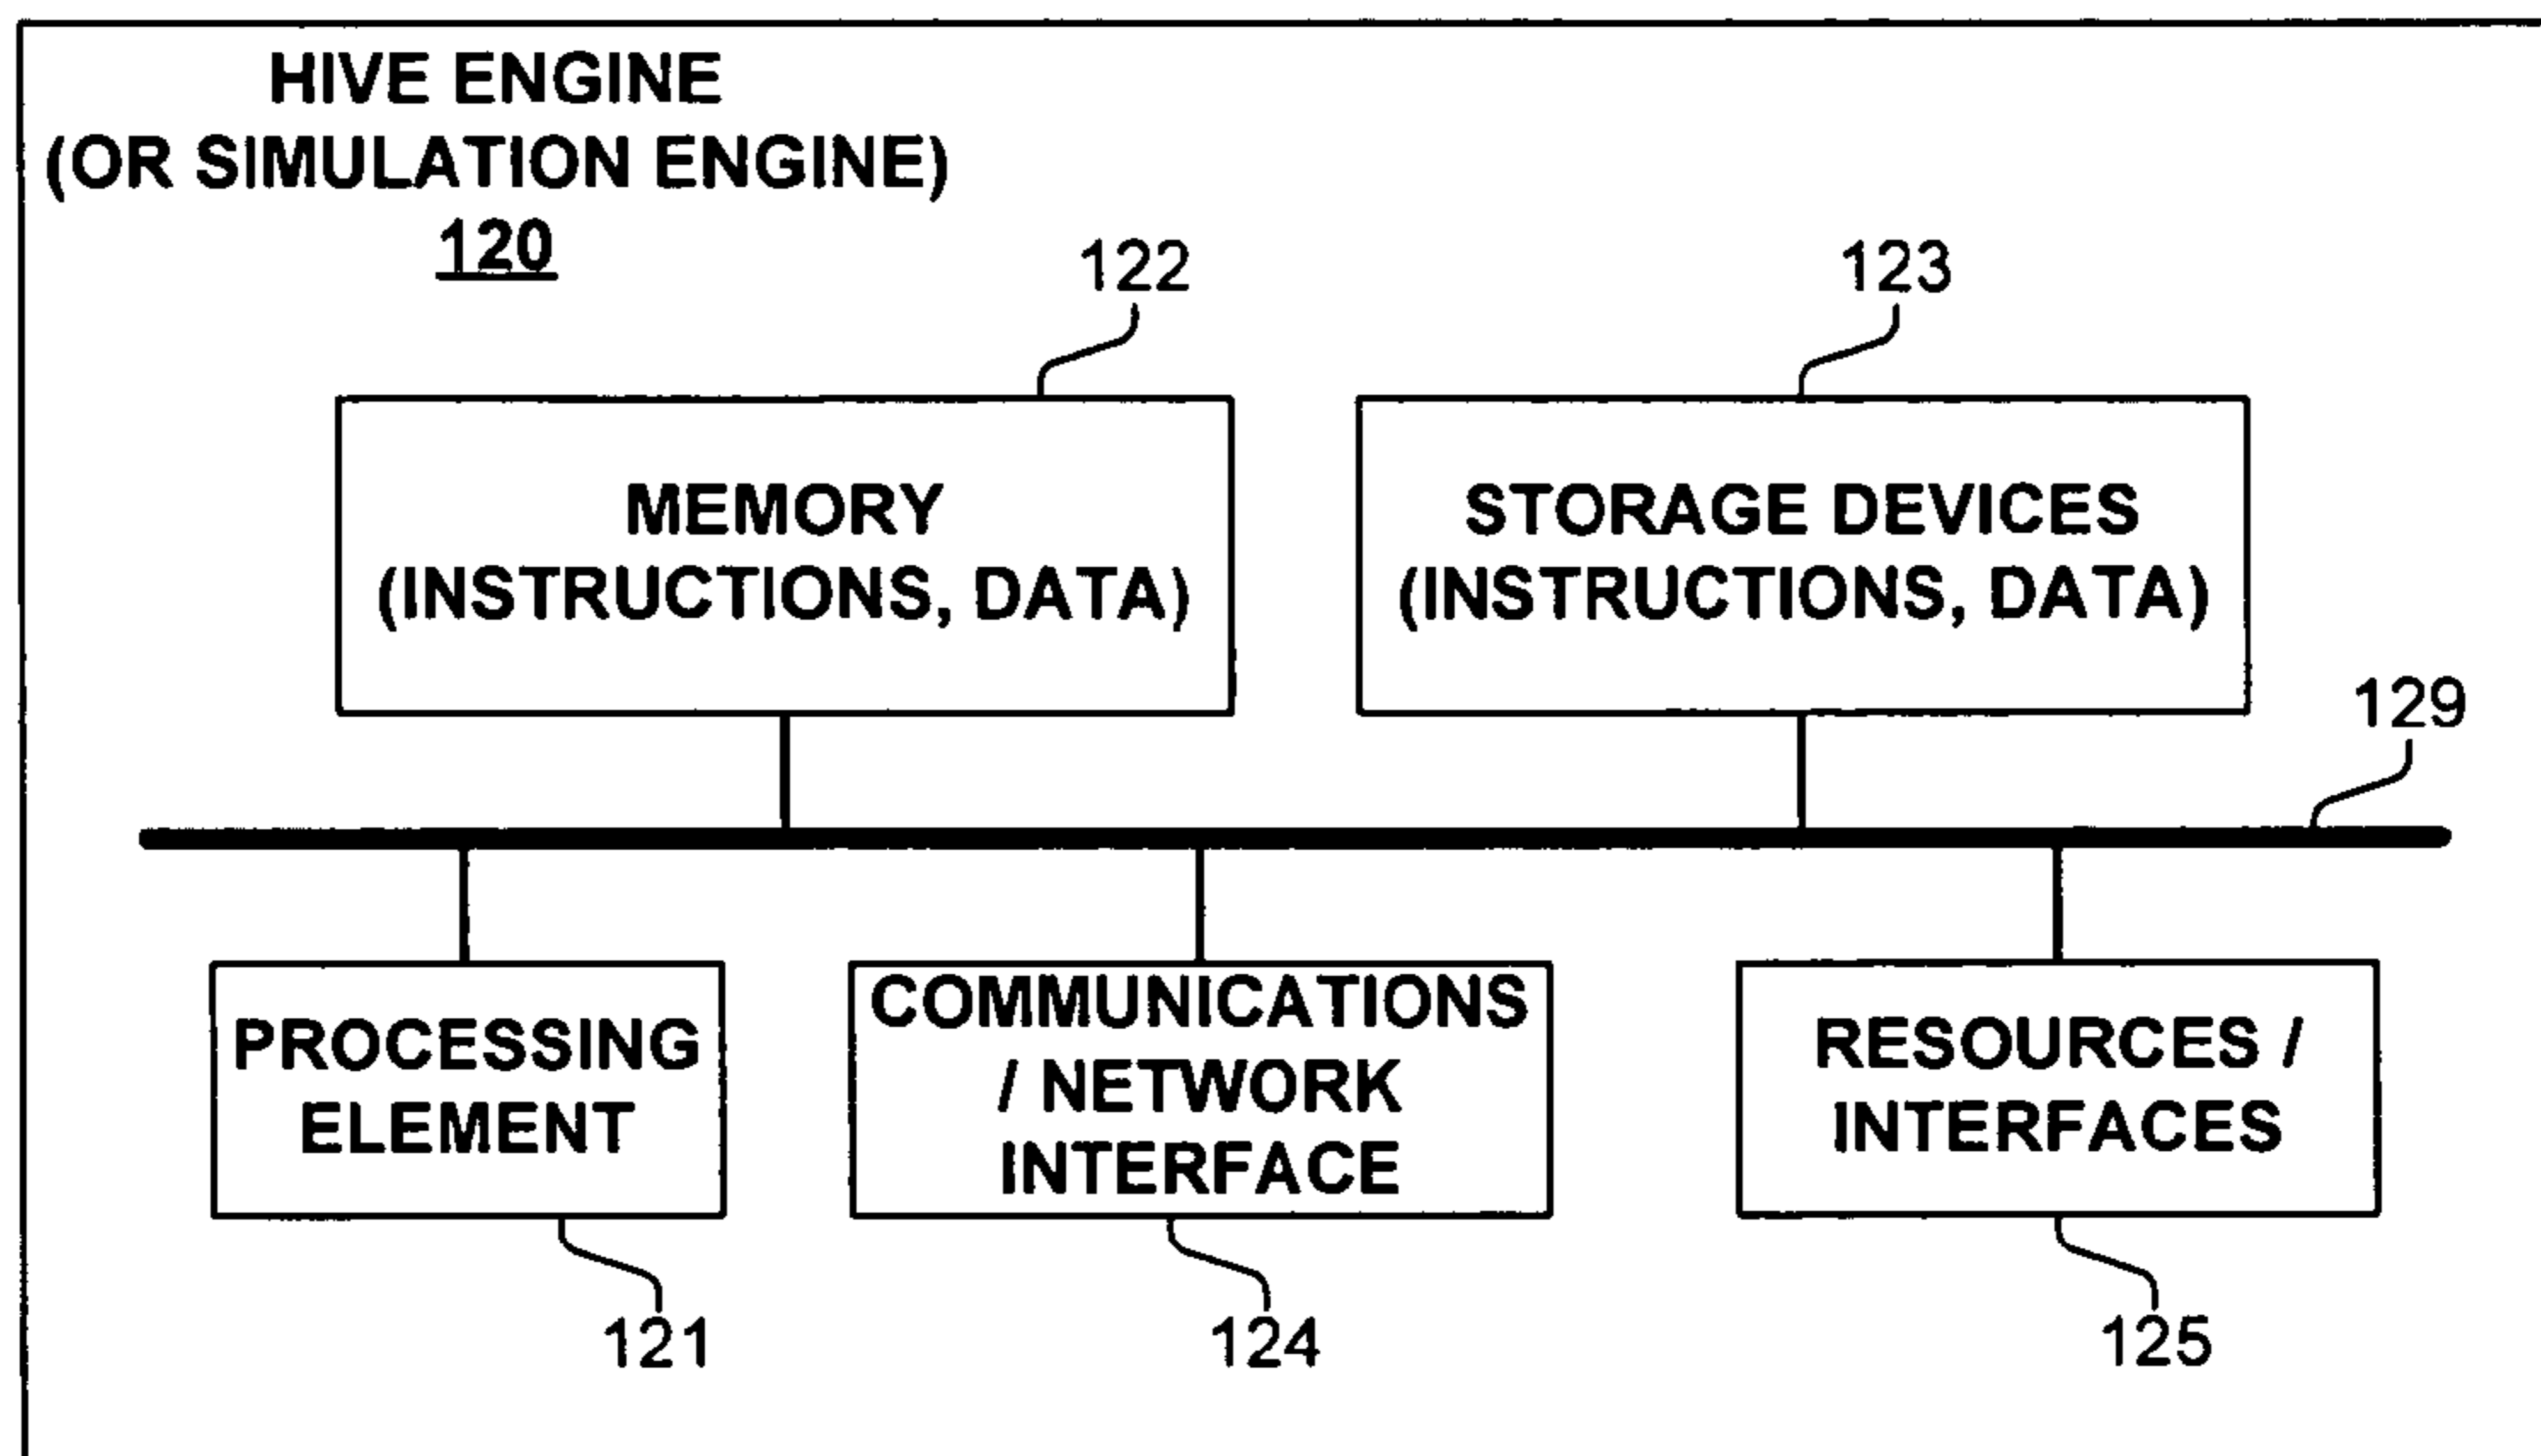 HIVE ENGINE
(OR SIMULATION ENGINE)
120
122
123
MEMORY
(INSTRUCTIONS, DATA)
STORAGE DEVICES
(INSTRUCTIONS, DATA)
129
PROCESSING
ELEMENT
COMMUNICATIONS
/ NETWORK
INTERFACE
RESOURCES /
INTERFACES
121
124
125